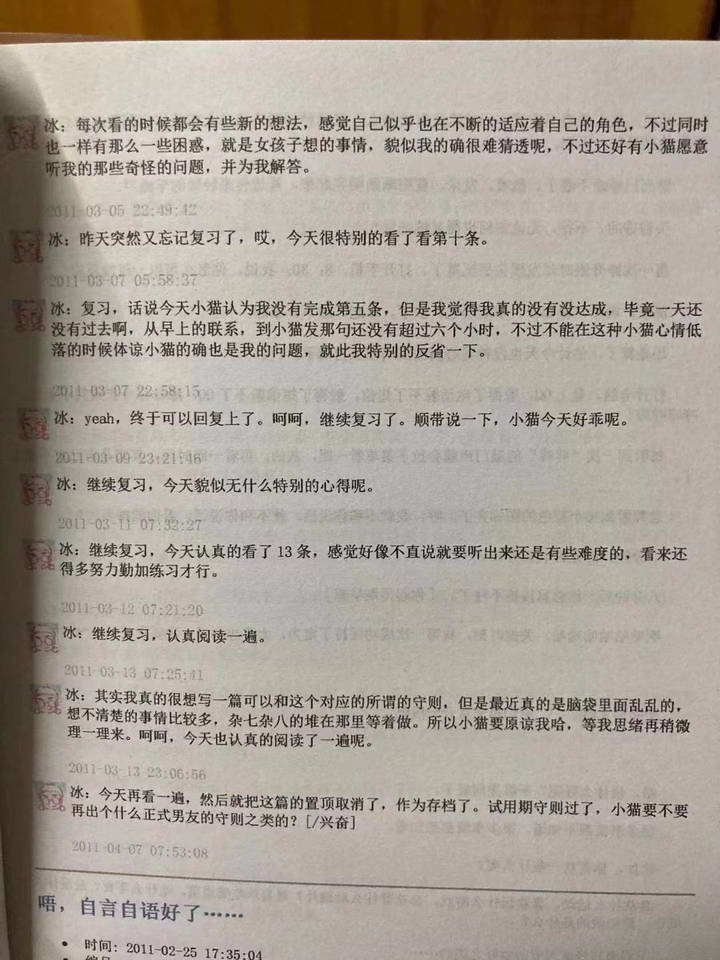 冰：每次看的时候都会有些新的想法，感觉自己似乎也在不断的适应着自己的角色，不过同时
也一样有那么一些困惑，就是女孩子想的事情，貌似我的确很难猜透呢，不过还好有小猫愿意
听我的那些奇怪的问题，并为我解答。
2011-03-05 22:49:42
冰：昨天突然又忘记复习了，哎，今天很特别的看了看第十条。
2011-03-07 05:58:37
冰：复习，话说今天小猫认为我没有完成第五条，但是我觉得我真的没有没达成，毕竟一天还
没有过去啊，从早上的联系，到小猫发那句还没有超过六个小时，不过不能在这种小猫心情低
落的时候体谅小猫的确也是我的问题，就此我特别的反省一下。
2011-03-07 22:58:15
冰：yeah，终于可以回复上了。呵呵，继续复习了。顺带说一下，小猫今天好乖呢。
2011-03-09 23:21:46
冰：继续复习，今天貌似无什么特别的心得呢。
2011-03-11 07:32:27
冰：继续复习，今天认真的看了 13 条，感觉好像不直说就要听出来还是有些难度的，看来还
得多努力勤加练习才行。
2011-03-12 07:21:20
冰：继续复习，认真阅读一遍。
2011-03-13 07:25:41
冰：其实我真的很想写一篇可以和这个对应的所谓的守则，但是最近真的是脑袋里面乱乱的，
想不清楚的事情比较多，杂七杂八的堆在那里等着做。所以小猫要原谅我哈，等我思绪再稍微
理一理来。呵呵，今天也认真的阅读了一遍呢。
2011-03-13 23:06:56
冰：今天再看一遍，然后就把这篇的置顶取消了，作为存档了。试用期守则过了，小猫要不要
再出个什么正式男友的守则之类的？[/兴奋]
2011-04-07 07:53:08
唔，自言自语好了……
• 时间：2011-02-25 17:35:04